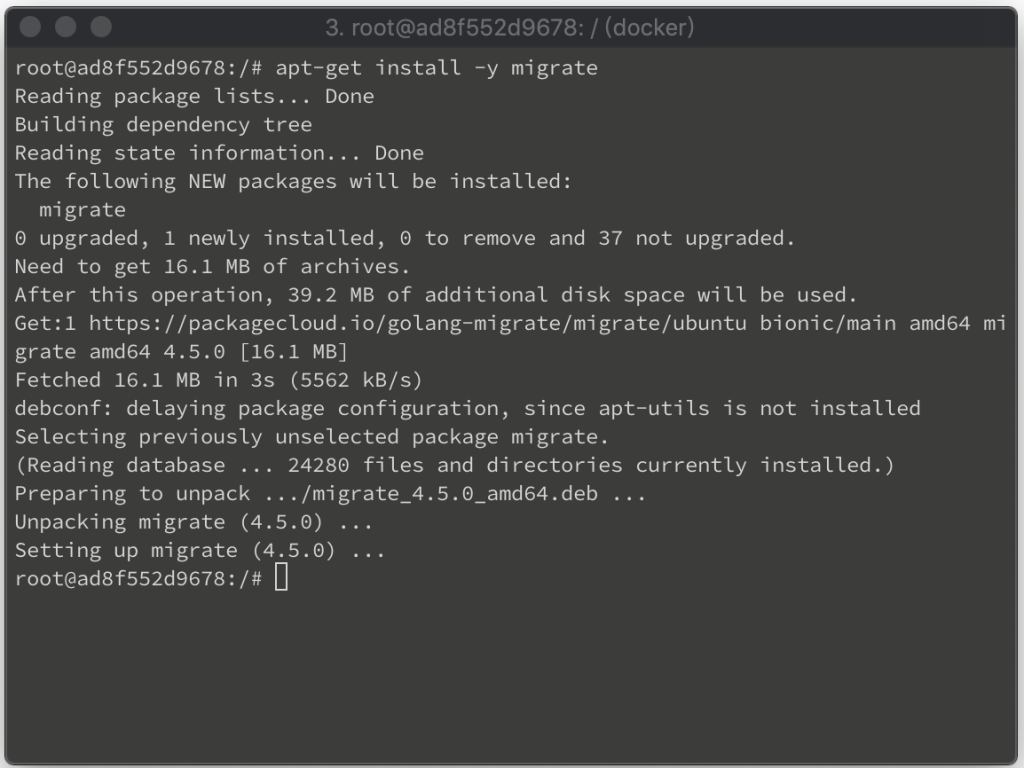 3. root@ad8f552d9678: / (docker)
root@ad8f552d9678:/# apt-get install -y migrate
Reading package lists... Done
Building dependency tree
Reading state information... Done
The following NEW packages will be installed:
  migrate
0 upgraded, 1 newly installed, 0 to remove and 37 not upgraded.
Need to get 16.1 MB of archives.
After this operation, 39.2 MB of additional disk space will be used.
Get:1 https://packagecloud.io/golang-migrate/migrate/ubuntu bionic/main amd64 mi
grate amd64 4.5.0 [16.1 MB]
Fetched 16.1 MB in 3s (5562 kB/s)
debconf: delaying package configuration, since apt-utils is not installed
Selecting previously unselected package migrate.
(Reading database ... 24280 files and directories currently installed.)
Preparing to unpack .../migrate_4.5.0_amd64.deb ...
Unpacking migrate (4.5.0) ...
Setting up migrate (4.5.0) ...
root@ad8f552d9678:/#